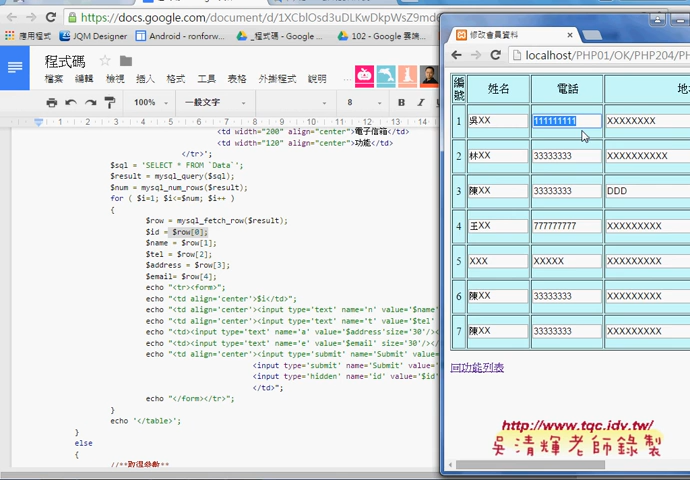 https://docs.google.com/document/d/1XCblOsd3uDLKwDkpWsZ9md
應用程式 JQM Designer Android - ronforw _程式碼 - Google 102 - Google 雲端
程式碼
檔案 編輯 檢視 插入 格式 工具 表格 外掛程式 說明
100% 一般文字 8 B I
<td width="200" align="center">電子信箱</td>
<td width="120" align="center">功能</td>
</tr>';
$sql = 'SELECT * FROM `Data`';
$result = mysql_query($sql);
$num = mysql_num_rows($result);
for ( $i=1; $i<=$num; $i++ )
{
$row = mysql_fetch_row($result);
$id = $row[0];
$name = $row[1];
$tel = $row[2];
$address = $row[3];
$email= $row[4];
echo "<tr><form>";
echo "<td align='center'>$i</td>";
echo "<td align='center'><input type='text' name='n' value='$name'
echo "<td align='center'><input type='text' name='t' value='$tel'
echo "<td><input type='text' name='a' value='$address'size='30'/></
echo "<td><input type='text' name='e' value='$email'size='30'/></
echo "<td align='center'><input type='submit' name='Submit' value=
<input type='submit' name='Submit' value=
<input type='hidden' name='id' value='$id'
</td>";
echo "</form></tr>";
}
echo '</table>';
}
else
{
//**取得參數**
修改會員資料
localhost/PHP01/OK/PHP204/P
編號 姓名 電話
1 吳XX 111111111 XXXXXXXX
2 林XX 33333333 XXXXXXXXXX
3 陳XX 33333333 DDD
4 王XX 777777777 XXXXXXXXX
5 XXX XXXXX XXXXXXXXX
6 陳XX 33333333 XXXXXXXXX
7 陳XX 33333333 XXXXXXXXX
回功能列表
http://www.tqc.idv.tw/
吳清輝老師錄製